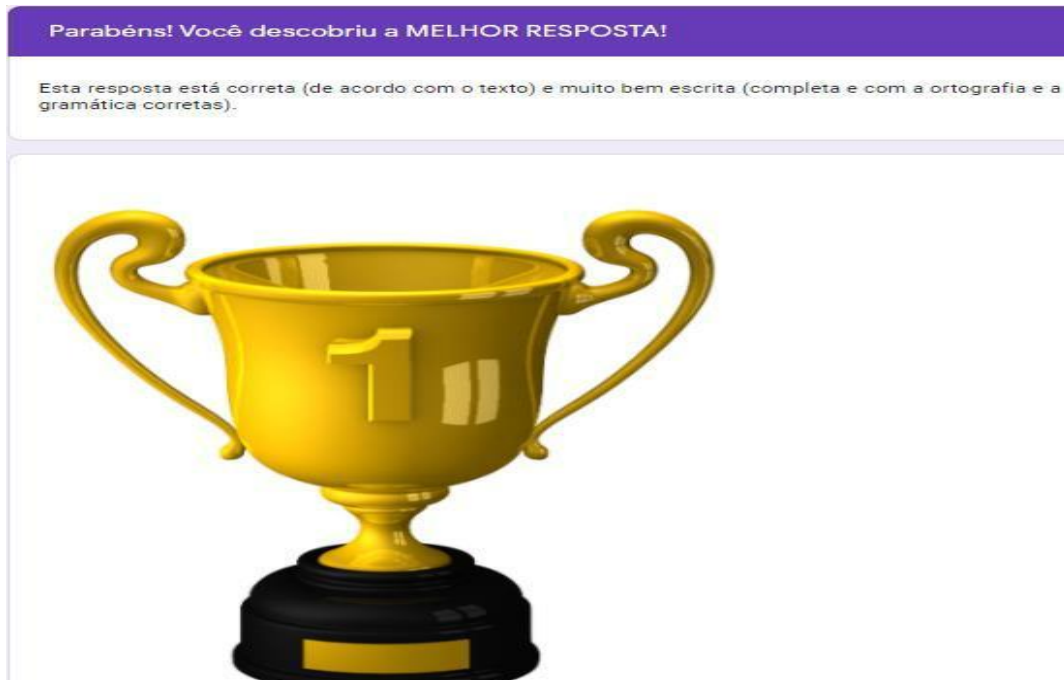 Parabéns! Você descobriu a MELHOR RESPOSTA!
Esta resposta está correta (de acordo com o texto) e muito bem escrita (completa e com a ortografia e a
gramática corretas).
1